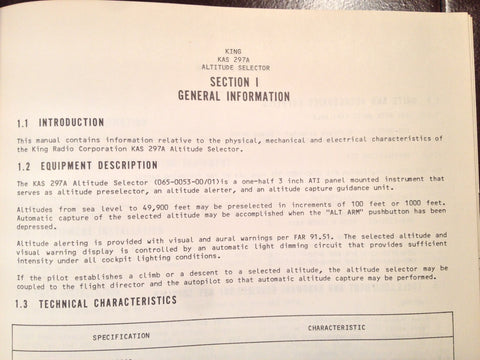 KING
KAS 297A
ALTITUDE SELECTOR
SECTION I
GENERAL INFORMATION
1.1 INTRODUCTION
This manual contains information relative to the physical, mechanical and electrical characteristics of
the King Radio Corporation KAS 297A Altitude Selector.
1.2 EQUIPMENT DESCRIPTION
The KAS 297A Altitude Selector (065-0053-00/01)is a one-half 3 inch ATI panel mounted instrument that
serves as altitude preselector, an altitude alerter, and an altitude capture guidance unit.
Altitudes from sea level to 49,900 feet may be preselected in increments of 100 feet or 1000 feet.
Automatic capture of the selected altitude may be accomplished when the "ALT ARM" pushbutton has been
depressed.
Altitude alerting is provided with visual and aural warnings per FAR 91.51. The selected altitude and
visual warning display is controlled by an automatic light dimming circuit that provides sufficient
intensity under all cockpit lighting conditions.
If the pilot establishes a climb or a descent to a selected altitude, the altitude selector may be
coupled to the flight director and the autopilot so that automatic altitude capture may be performed.
1.3 TECHNICAL CHARACTERISTICS
SPECIFICATION CHARACTERISTIC